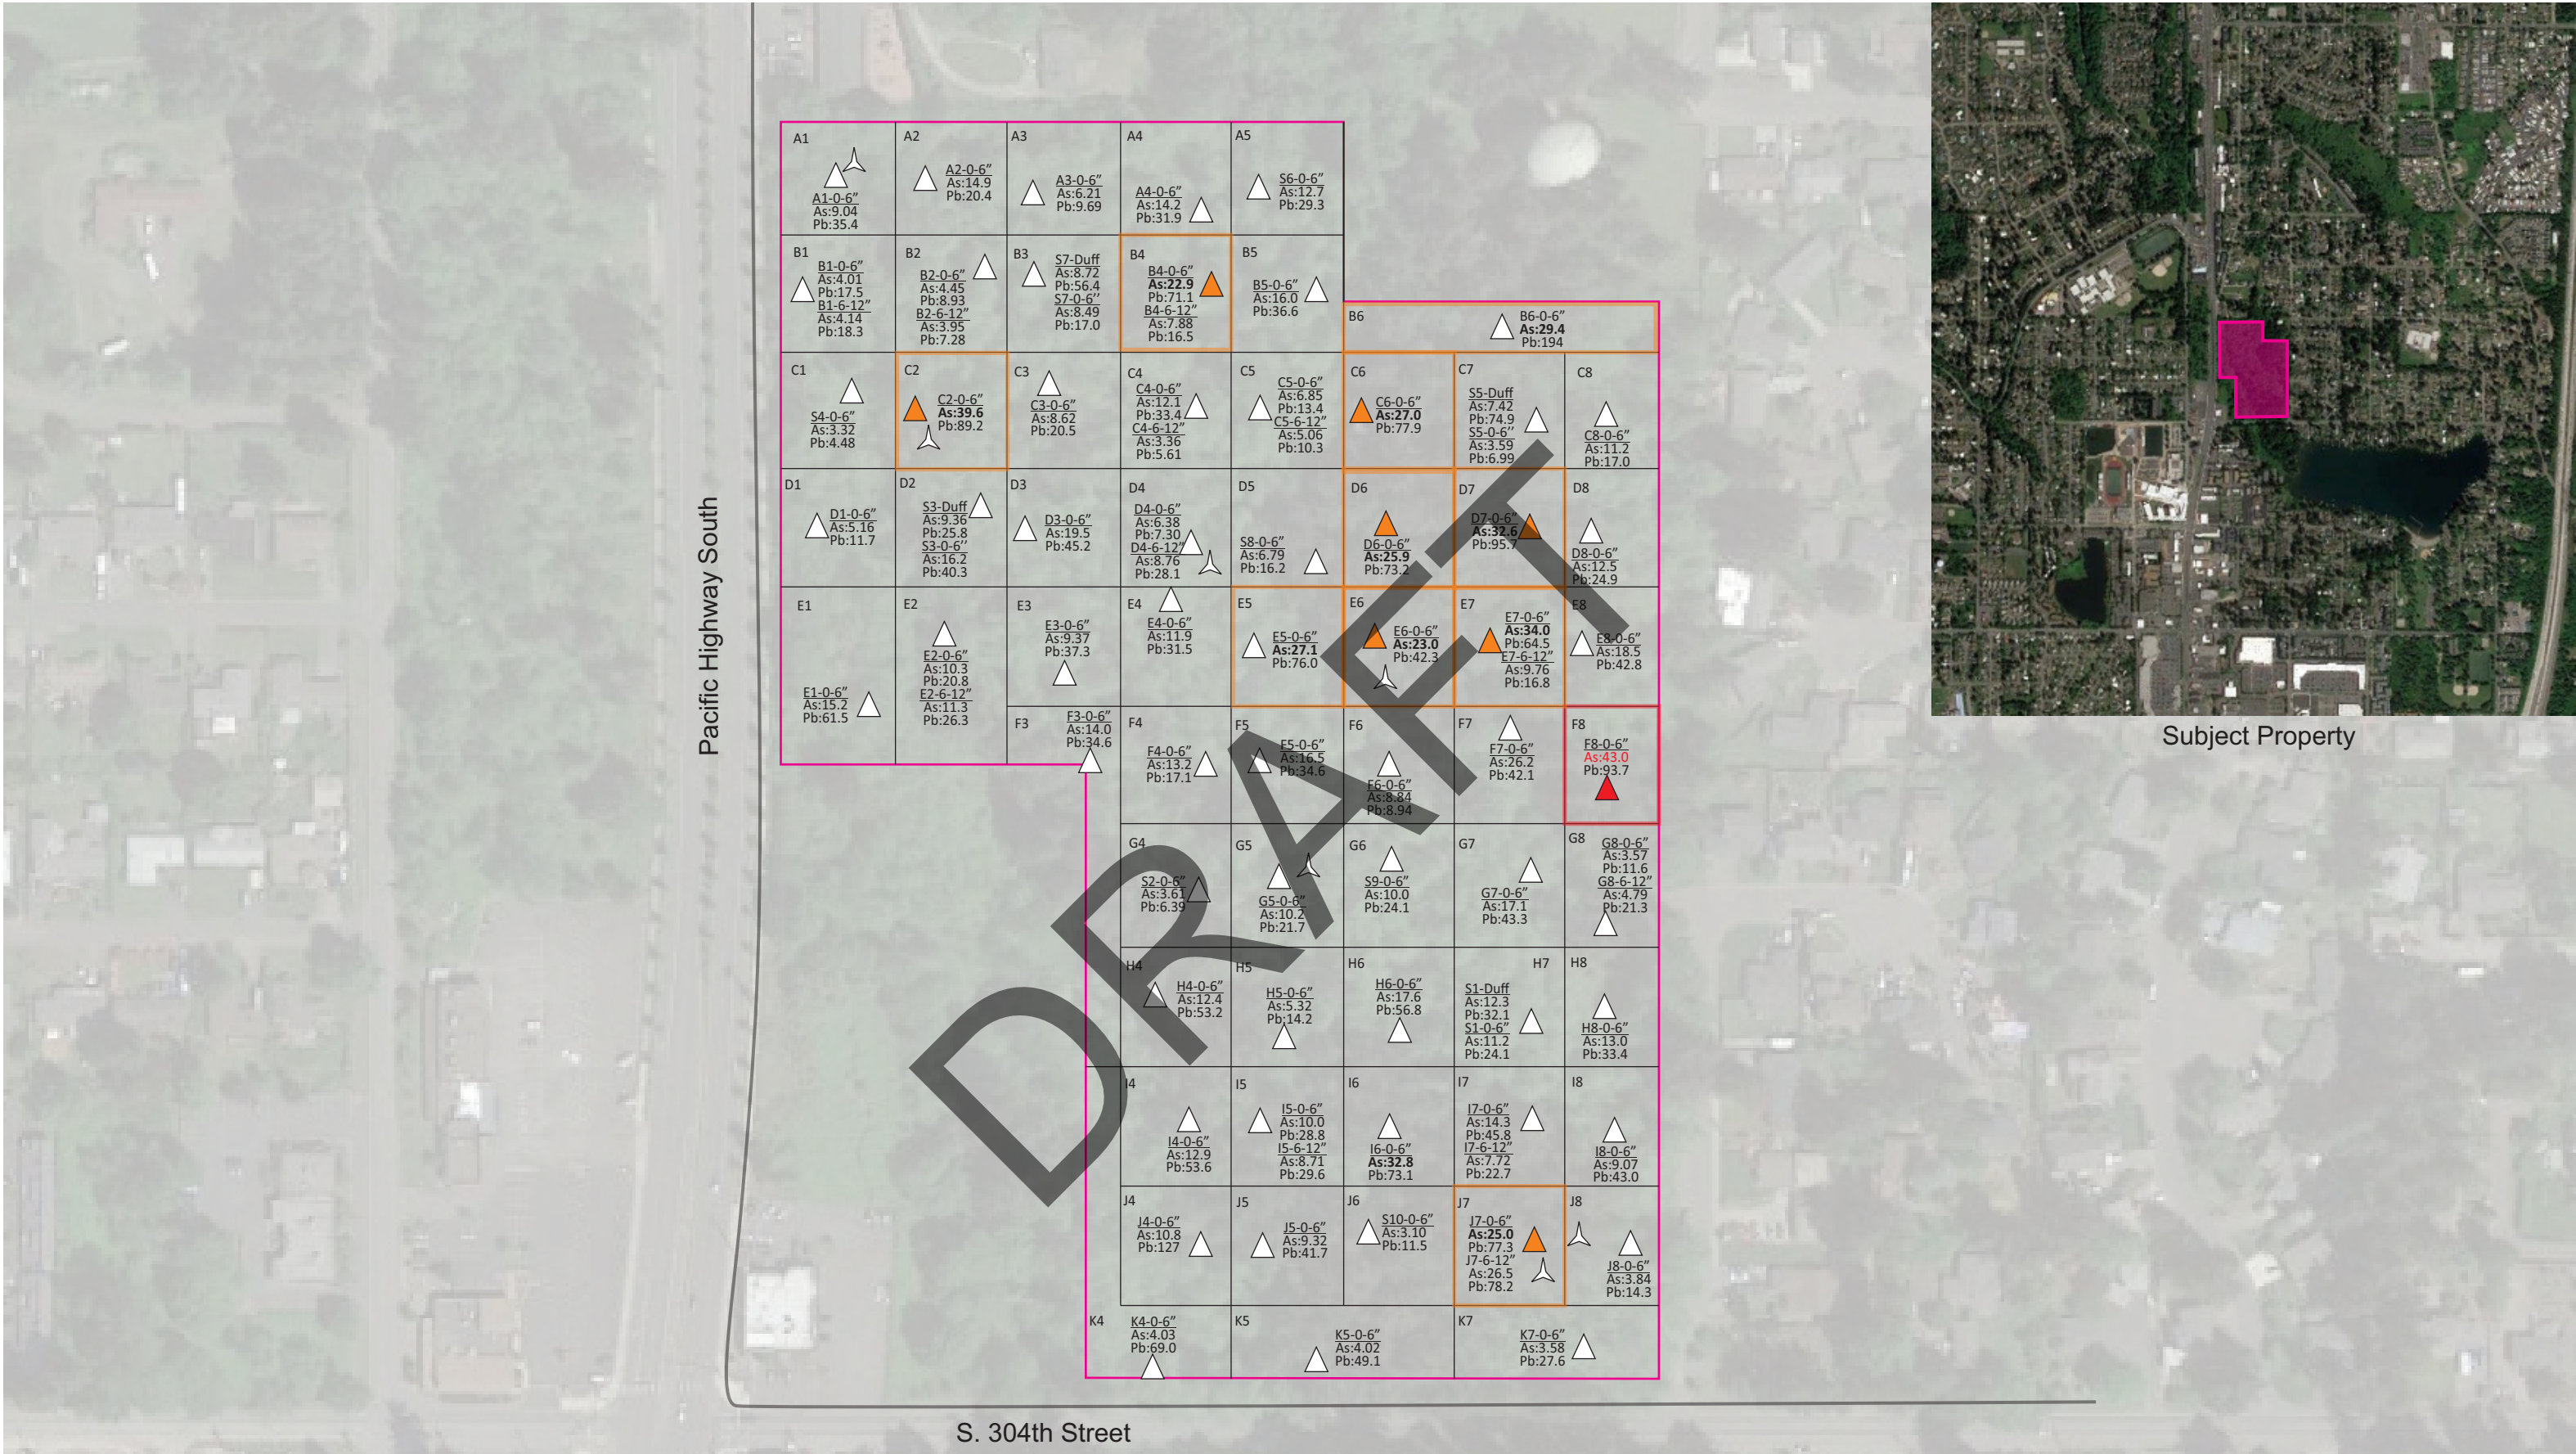 A1
A1-0-6"
As:9.04
Pb:35.4
A2
A2-0-6"
As:14.9
Pb:20.4
A3
A3-0-6"
As:6.21
Pb:9.69
A4
A4-0-6"
As:14.2
Pb:31.9
A5
S6-0-6"
As:12.7
Pb:29.3
B1
B1-0-6"
As:4.01
Pb:17.5
B1-6-12"
As:4.14
Pb:18.3
B2
B2-0-6"
As:4.45
Pb:8.93
B2-6-12"
As:3.95
Pb:7.28
B3
S7-Duff
As:8.72
Pb:56.4
S7-0-6''
As:8.49
Pb:17.0
B4
B4-0-6"
As:22.9
Pb:71.1
B4-6-12"
As:7.88
Pb:16.5
B5
B5-0-6"
As:16.0
Pb:36.6
B6
B6-0-6"
As:29.4
Pb:194
C1
S4-0-6"
As:3.32
Pb:4.48
C2
C2-0-6"
As:39.6
Pb:89.2
C3
C3-0-6"
As:8.62
Pb:20.5
C4
C4-0-6"
As:12.1
Pb:33.4
C4-6-12"
As:3.36
Pb:5.61
C5
C5-0-6"
As:6.85
Pb:13.4
C5-6-12"
As:5.06
Pb:10.3
C6
C6-0-6"
As:27.0
Pb:77.9
C7
S5-Duff
As:7.42
Pb:74.9
S5-0-6''
As:3.59
Pb:6.99
C8
C8-0-6"
As:11.2
Pb:17.0
D1
D1-0-6"
As:5.16
Pb:11.7
D2
S3-Duff
As:9.36
Pb:25.8
S3-0-6''
As:16.2
Pb:40.3
D3
D3-0-6"
As:19.5
Pb:45.2
D4
D4-0-6"
As:6.38
Pb:7.30
D4-6-12"
As:8.76
Pb:28.1
D5
S8-0-6"
As:6.79
Pb:16.2
D6
D6-0-6"
As:25.9
Pb:73.2
D7
D7-0-6"
As:32.6
Pb:95.7
D8
D8-0-6"
As:12.5
Pb:24.9
E1
E1-0-6"
As:15.2
Pb:61.5
E2
E2-0-6"
As:10.3
Pb:20.8
E2-6-12"
As:11.3
Pb:26.3
E3
E3-0-6"
As:9.37
Pb:37.3
E4
E4-0-6"
As:11.9
Pb:31.5
E5
E5-0-6"
As:27.1
Pb:76.0
E6
E6-0-6"
As:23.0
Pb:42.3
E7
E7-0-6"
As:34.0
Pb:64.5
E7-6-12"
As:9.76
Pb:16.8
E8
E8-0-6"
As:18.5
Pb:42.8
F3
F3-0-6"
As:14.0
Pb:34.6
F4
F4-0-6"
As:13.2
Pb:17.1
F5
F5-0-6"
As:16.5
Pb:34.6
F6
F6-0-6"
As:8.84
Pb:8.94
F7
F7-0-6"
As:26.2
Pb:42.1
F8
F8-0-6"
As:43.0
Pb:93.7
G4
S2-0-6"
As:3.61
Pb:6.39
G5
G5-0-6"
As:10.2
Pb:21.7
G6
S9-0-6"
As:10.0
Pb:24.1
G7
G7-0-6"
As:17.1
Pb:43.3
G8
G8-0-6"
As:3.57
Pb:11.6
G8-6-12"
As:4.79
Pb:21.3
H4
H4-0-6"
As:12.4
Pb:53.2
H5
H5-0-6"
As:5.32
Pb:14.2
H6
H6-0-6"
As:17.6
Pb:56.8
H7
S1-Duff
As:12.3
Pb:32.1
S1-0-6"
As:11.2
Pb:24.1
H8
H8-0-6"
As:13.0
Pb:33.4
I4
I4-0-6"
As:12.9
Pb:53.6
I5
I5-0-6"
As:10.0
Pb:28.8
I5-6-12"
As:8.71
Pb:29.6
I6
I6-0-6"
As:32.8
Pb:73.1
I7
I7-0-6"
As:14.3
Pb:45.8
I7-6-12"
As:7.72
Pb:22.7
I8
I8-0-6"
As:9.07
Pb:43.0
J4
J4-0-6"
As:10.8
Pb:127
J5
J5-0-6"
As:9.32
Pb:41.7
J6
S10-0-6"
As:3.10
Pb:11.5
J7
J7-0-6"
As:25.0
Pb:77.3
J7-6-12"
As:26.5
Pb:78.2
J8
J8-0-6"
As:3.84
Pb:14.3
K4
K4-0-6"
As:4.03
Pb:69.0
K5
K5-0-6"
As:4.02
Pb:49.1
K7
K7-0-6"
As:3.58
Pb:27.6
DRAFT
Pacific Highway South
S. 304th Street
Subject Property